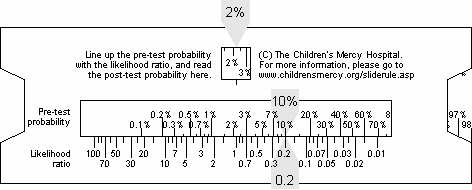 2%
Line up the pre-test probability
with the likelihood ratio, and read
the post-test probability here.
2%
3%
(C) The Children's Mercy Hospital.
For more information, please go to
www.childrensmercy.org/sliderule.asp
10%
Pre-test
probability
0.2% 0.5% 1% 3% 7% 20% 40% 60% 8
0.1% 0.3% 0.7% 2% 5% 10% 30% 50% 70%
97%
98
Likelihood
ratio
100 50 20 10 5 2 1 0.5 0.2 0.1 0.05 0.02 0.01
70 30 7 3 0.7 0.3 0.07 0.03
0.2